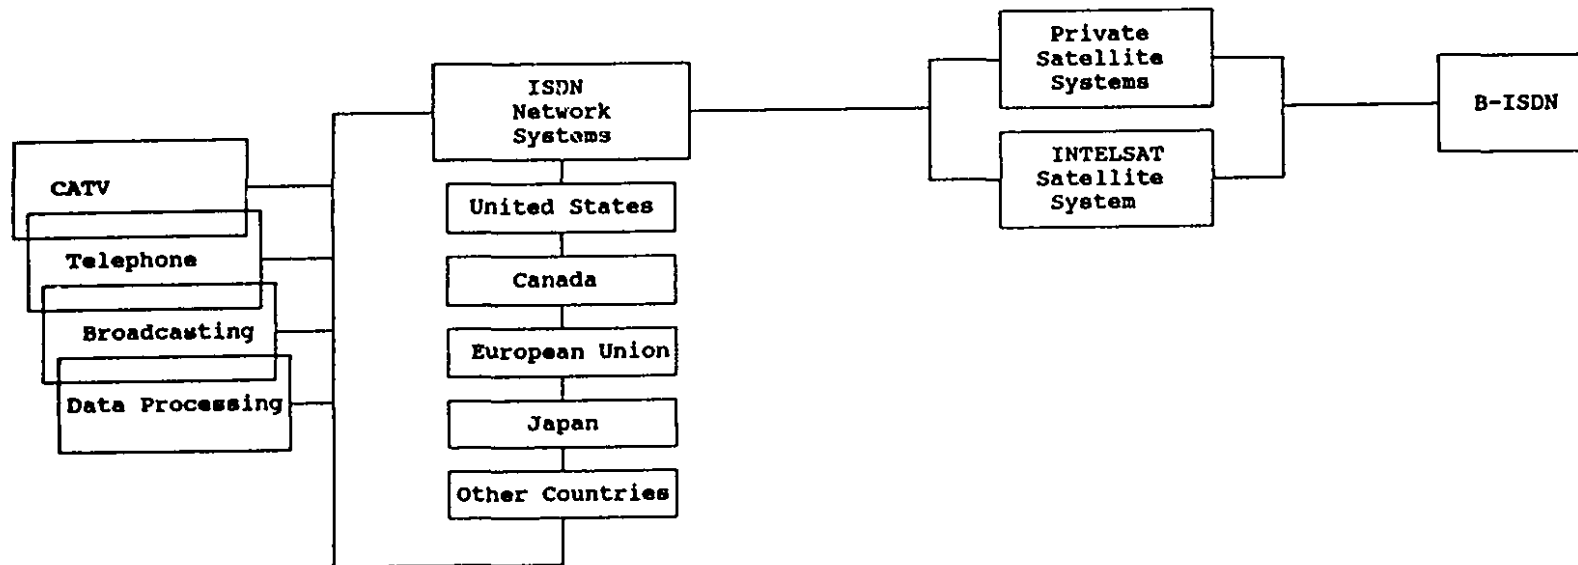 CATV
Telephone
Broadcasting
Data Processing
ISDN
Network
Systems
United States
Canada
European Union
Japan
Other Countries
Private
Satellite
Systems
INTELSAT
Satellite
System
B-ISDN